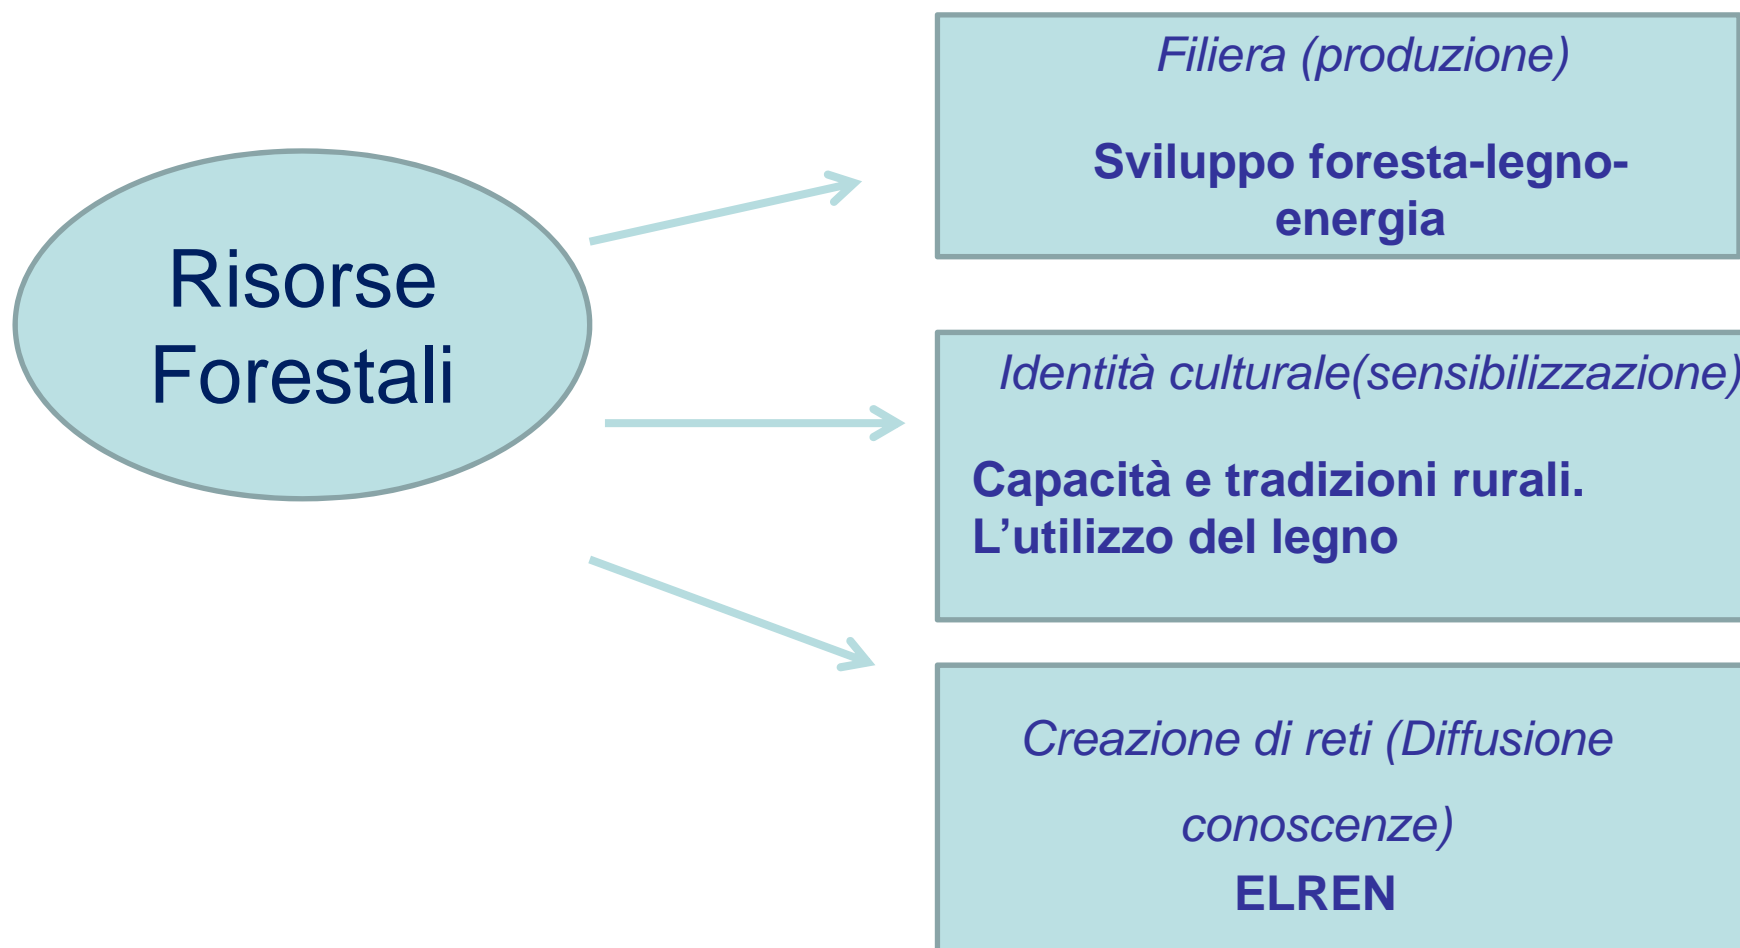 Risorse
Forestali
Filiera (produzione)
Sviluppo foresta-legno-
energia
Identità culturale(sensibilizzazione)
Capacità e tradizioni rurali.
L’utilizzo del legno
Creazione di reti (Diffusione
conoscenze)
ELREN